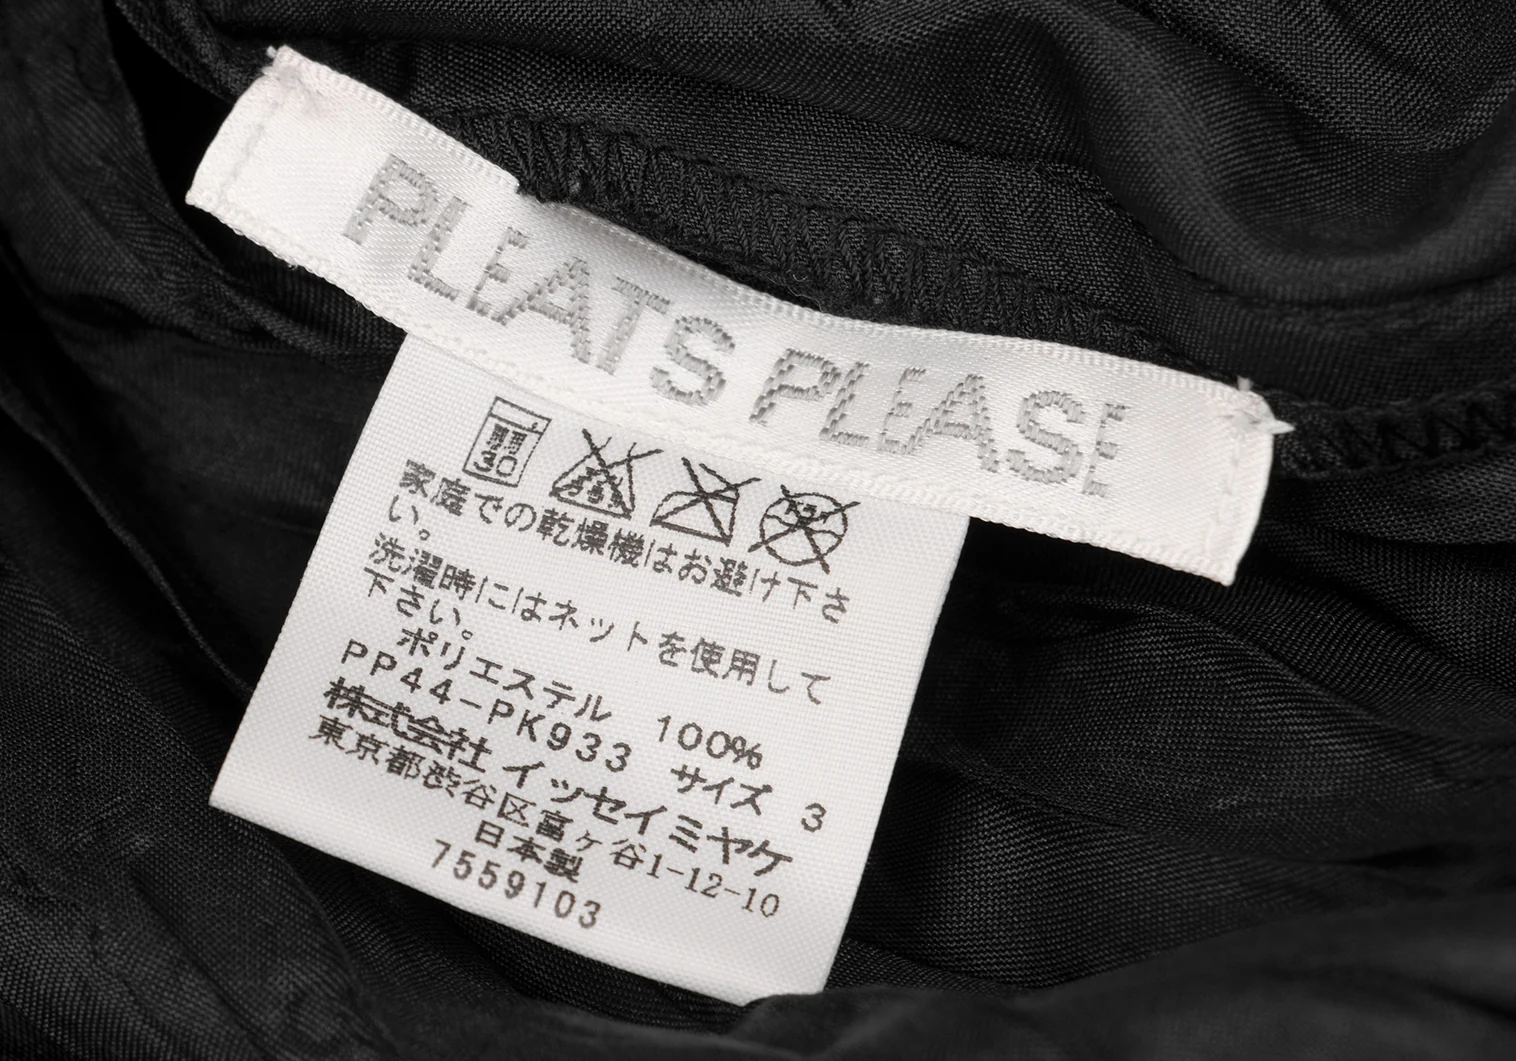 PLEATS PLEASE
家庭での乾燥機はお避け下さ
い。
洗濯時にはネットを使用して
下さい。
ポリエステル 100%
PP44-PK933 サイズ 3
株式会社 イッセイミヤケ
東京都渋谷区富ヶ谷1-12-10
日本製
7559103